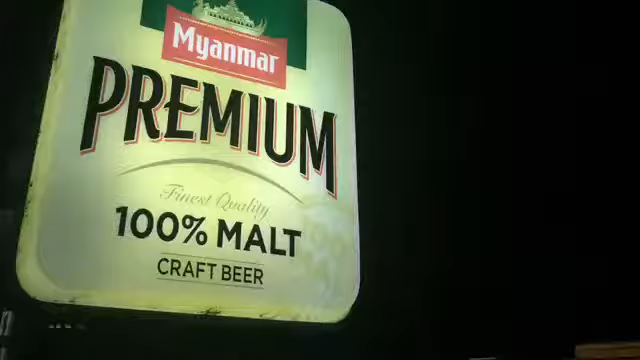 Myanmar
PREMIUM
Finest Quality
100% MALT
CRAFT BEER